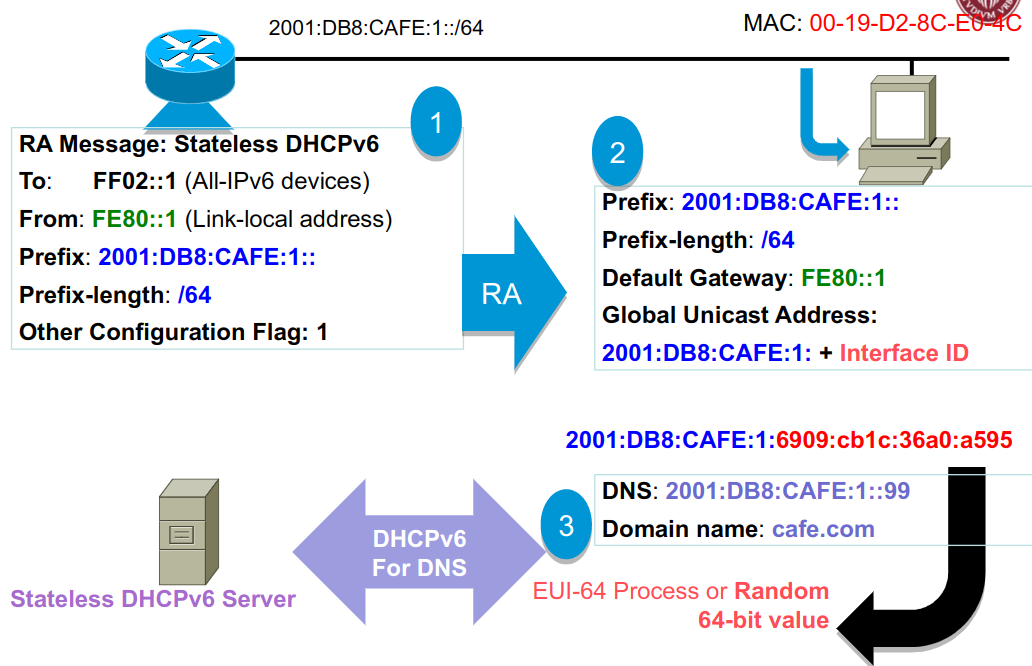 2001:DB8:CAFE:1::/64
MAC: 00-19-D2-8C-E0-4C
1
RA Message: Stateless DHCPv6
To: FF02::1 (All-IPv6 devices)
From: FE80::1 (Link-local address)
Prefix: 2001:DB8:CAFE:1::
Prefix-length: /64
Other Configuration Flag: 1
RA
2
Prefix: 2001:DB8:CAFE:1::
Prefix-length: /64
Default Gateway: FE80::1
Global Unicast Address:
2001:DB8:CAFE:1: + Interface ID
2001:DB8:CAFE:1:6909:cb1c:36a0:a595
3
DNS: 2001:DB8:CAFE:1::99
Domain name: cafe.com
DHCPv6
For DNS
Stateless DHCPv6 Server
EUI-64 Process or Random
64-bit value